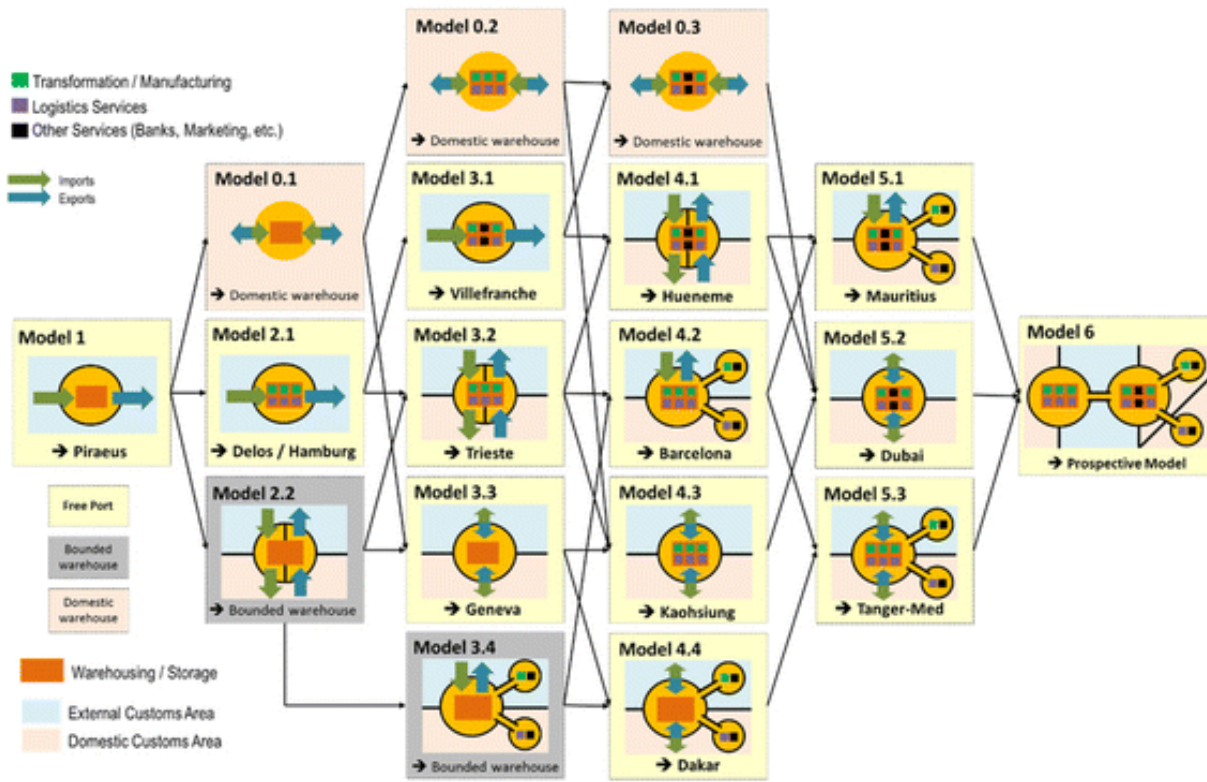 Transformation / Manufacturing
Logistics Services
Other Services (Banks, Marketing, etc.)
Imports
Exports
Model 0.2
→ Domestic warehouse
Model 0.3
→ Domestic warehouse
Model 0.1
→ Domestic warehouse
Model 3.1
→ Villefranche
Model 4.1
→ Hueneme
Model 5.1
→ Mauritius
Model 1
→ Piraeus
Model 2.1
→ Delos / Hamburg
Model 3.2
→ Trieste
Model 4.2
→ Barcelona
Model 5.2
→ Dubai
Model 6
→ Prospective Model
Model 2.2
→ Bounded warehouse
Model 3.3
→ Geneva
Model 4.3
→ Kaohsiung
Model 5.3
→ Tanger-Med
Model 3.4
→ Bounded warehouse
Model 4.4
→ Dakar
Free Port
Bounded
warehouse
Domestic
warehouse
Warehousing / Storage
External Customs Area
Domestic Customs Area